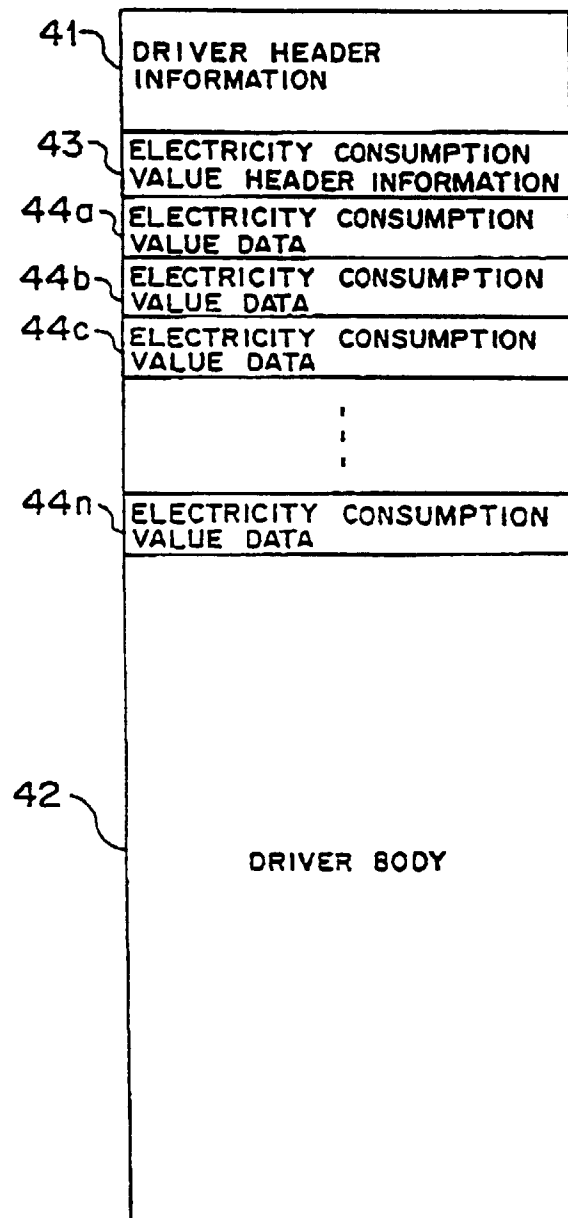 41
DRIVER HEADER
INFORMATION
43
ELECTRICITY CONSUMPTION
VALUE HEADER INFORMATION
44a
ELECTRICITY CONSUMPTION
VALUE DATA
44b
ELECTRICITY CONSUMPTION
VALUE DATA
44c
ELECTRICITY CONSUMPTION
VALUE DATA
44n
ELECTRICITY CONSUMPTION
VALUE DATA
42
DRIVER BODY